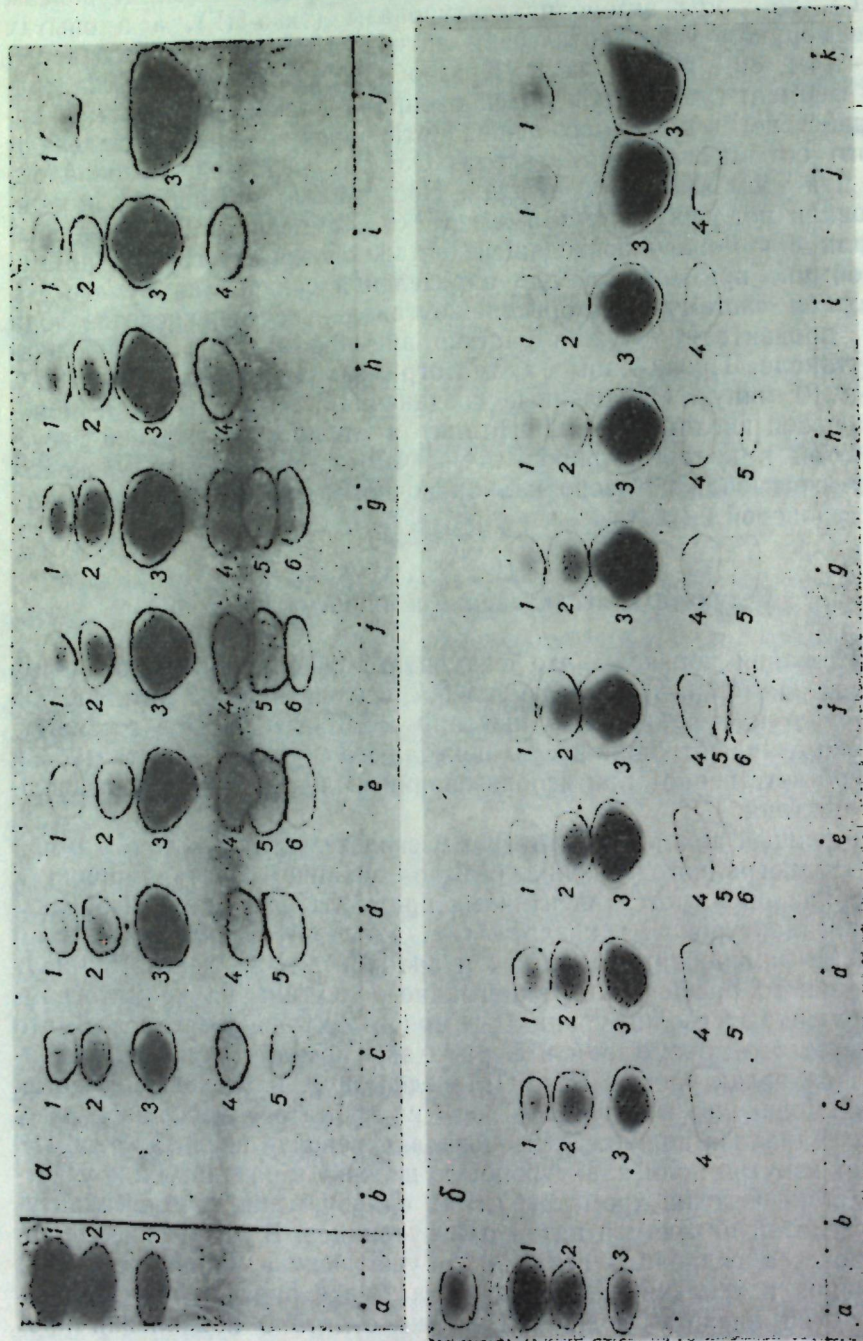 a
1 1 1 1 1 1 1 1 1
2 2 2 2 2 2 2 2
3 3 3 3 3 3 3 3 3
4 4 4 4 4 4 4
5 5 5 5 5
6 6 6
a b c d e f g h i j
б
1 1 1 1 1 1 1 1 1 1
2 2 2 2 2 2 2 2
3 3 3 3 3 3 3 3 3 3
4 4 4 4 4 4 4 4
5 5 5 5 5
6 6
a b c d e f g h i j k